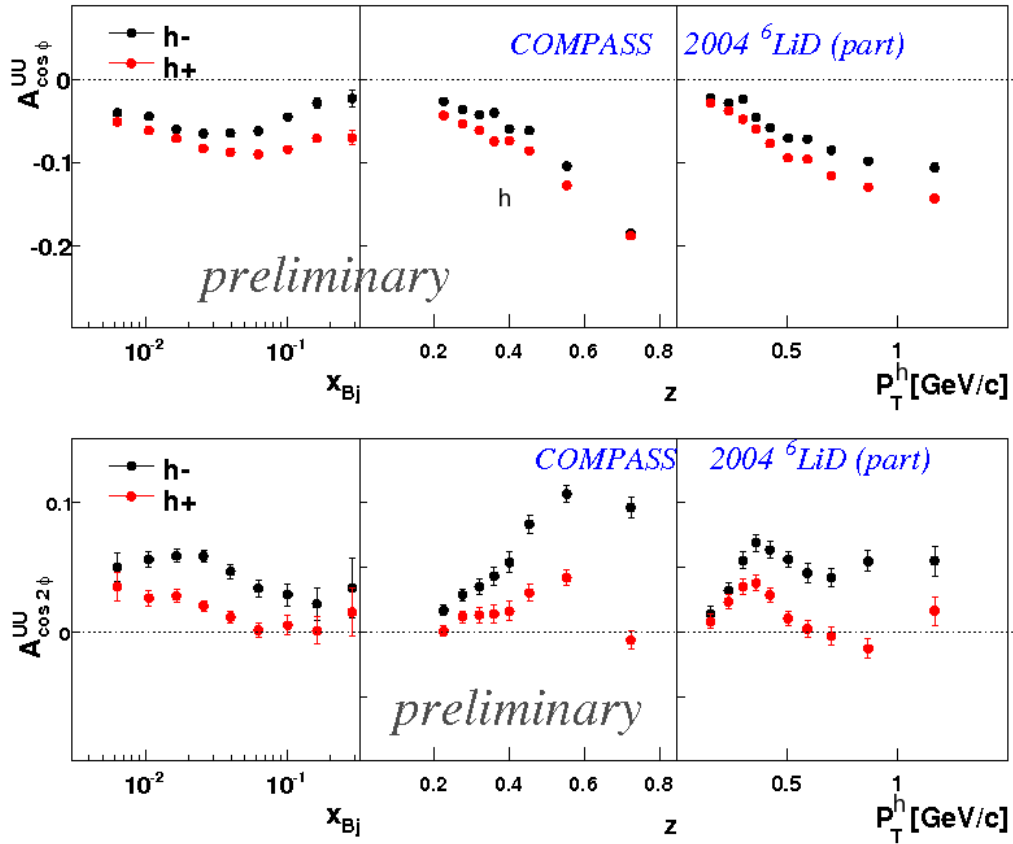 h-
h+
COMPASS 2004 ⁶LiD (part)
A^UU_cos ϕ
0
-0.1
-0.2
h
preliminary
10⁻² 10⁻¹ 0.2 0.4 0.6 0.8 0.5 1
x_Bj z P_T^h [GeV/c]
h-
h+
COMPASS 2004 ⁶LiD (part)
A^UU_cos 2ϕ
0.1
0
preliminary
10⁻² 10⁻¹ 0.2 0.4 0.6 0.8 0.5 1
x_Bj z P_T^h [GeV/c]